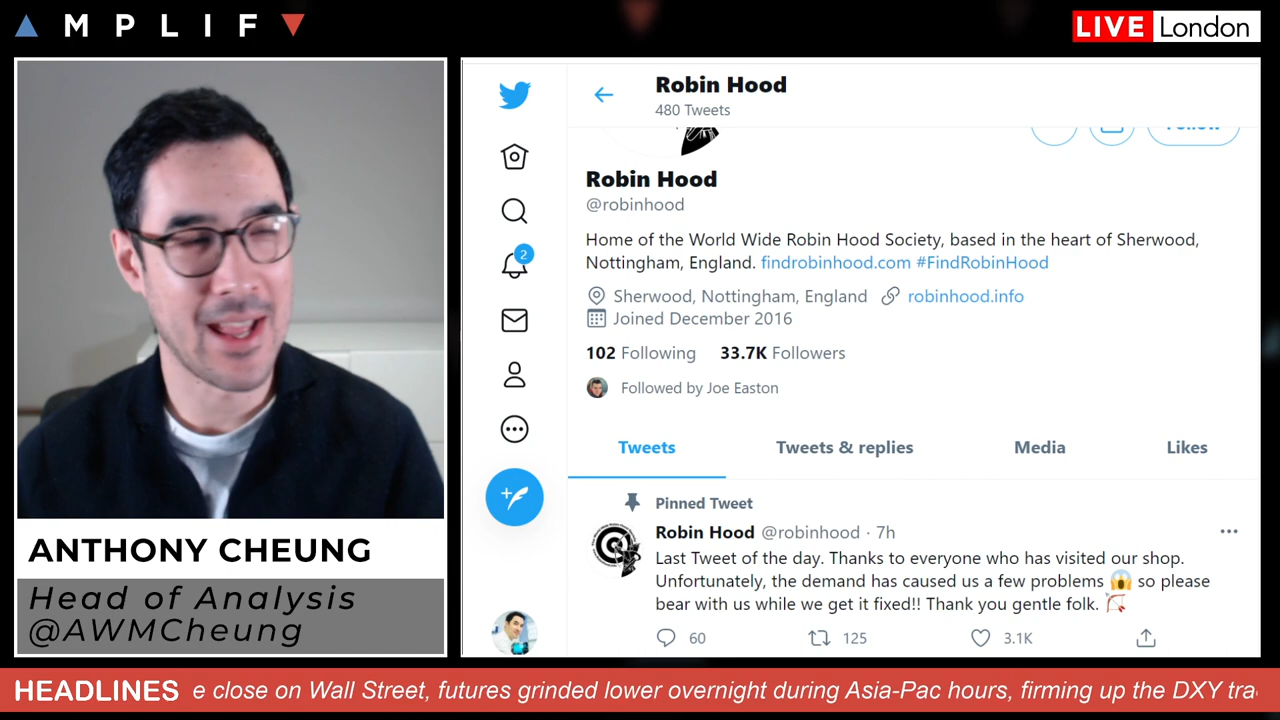 ▲ M P L I F ▼
LIVE London
Robin Hood
480 Tweets
Follow
Robin Hood
@robinhood
Home of the World Wide Robin Hood Society, based in the heart of Sherwood,
Nottingham, England. findrobinhood.com #FindRobinHood
Sherwood, Nottingham, England robinhood.info
Joined December 2016
102 Following 33.7K Followers
Followed by Joe Easton
Tweets Tweets & replies Media Likes
Pinned Tweet
Robin Hood @robinhood · 7h
Last Tweet of the day. Thanks to everyone who has visited our shop.
Unfortunately, the demand has caused us a few problems 😱 so please
bear with us while we get it fixed!! Thank you gentle folk. 🏹
60 125 3.1K
2
ANTHONY CHEUNG
Head of Analysis
@AWMCheung
HEADLINES e close on Wall Street, futures grinded lower overnight during Asia-Pac hours, firming up the DXY tra